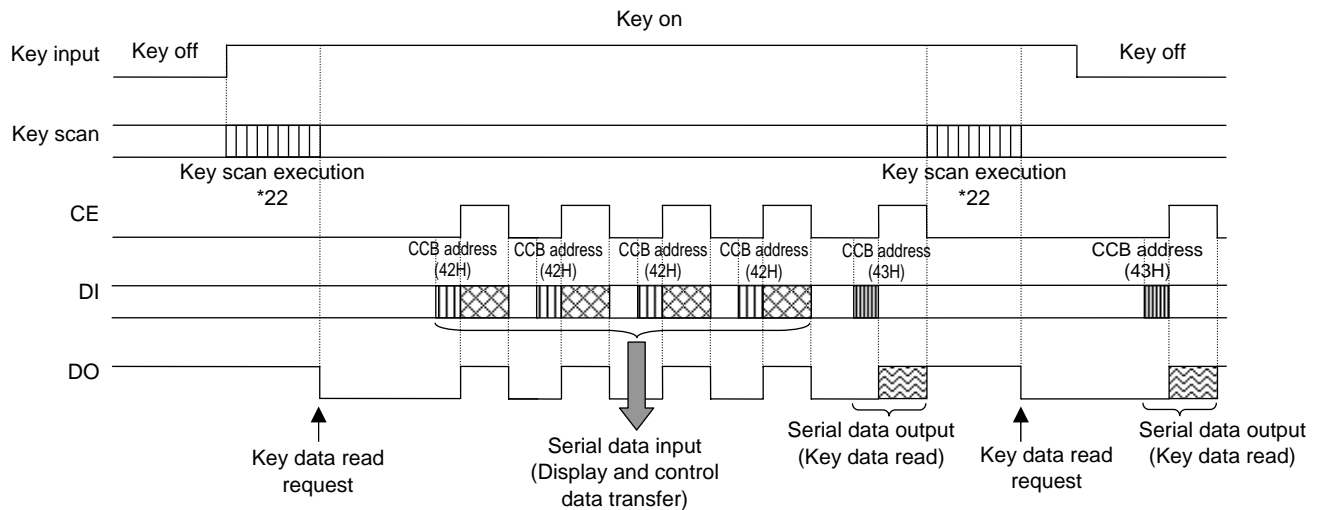 Key on
Key input
Key off
Key off
Key scan
Key scan execution
*22
Key scan execution
*22
CE
CCB address
(42H)
CCB address
(42H)
CCB address
(42H)
CCB address
(42H)
CCB address
(43H)
CCB address
(43H)
DI
DO
Key data read
request
Serial data input
(Display and control
data transfer)
Serial data output
(Key data read)
Key data read
request
Serial data output
(Key data read)